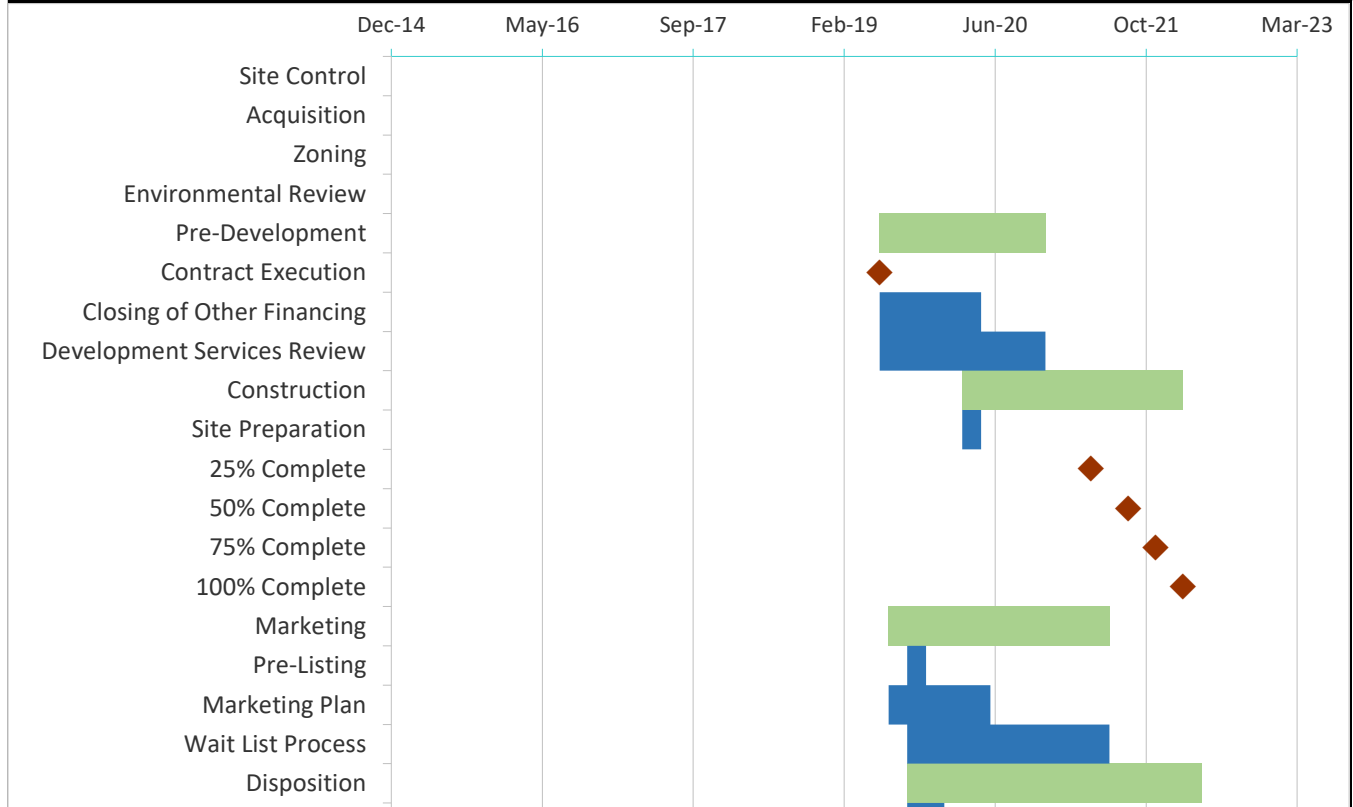 Dec-14 May-16 Sep-17 Feb-19 Jun-20 Oct-21 Mar-23
Site Control
Acquisition
Zoning
Environmental Review
Pre-Development
Contract Execution
Closing of Other Financing
Development Services Review
Construction
Site Preparation
25% Complete
50% Complete
75% Complete
100% Complete
Marketing
Pre-Listing
Marketing Plan
Wait List Process
Disposition